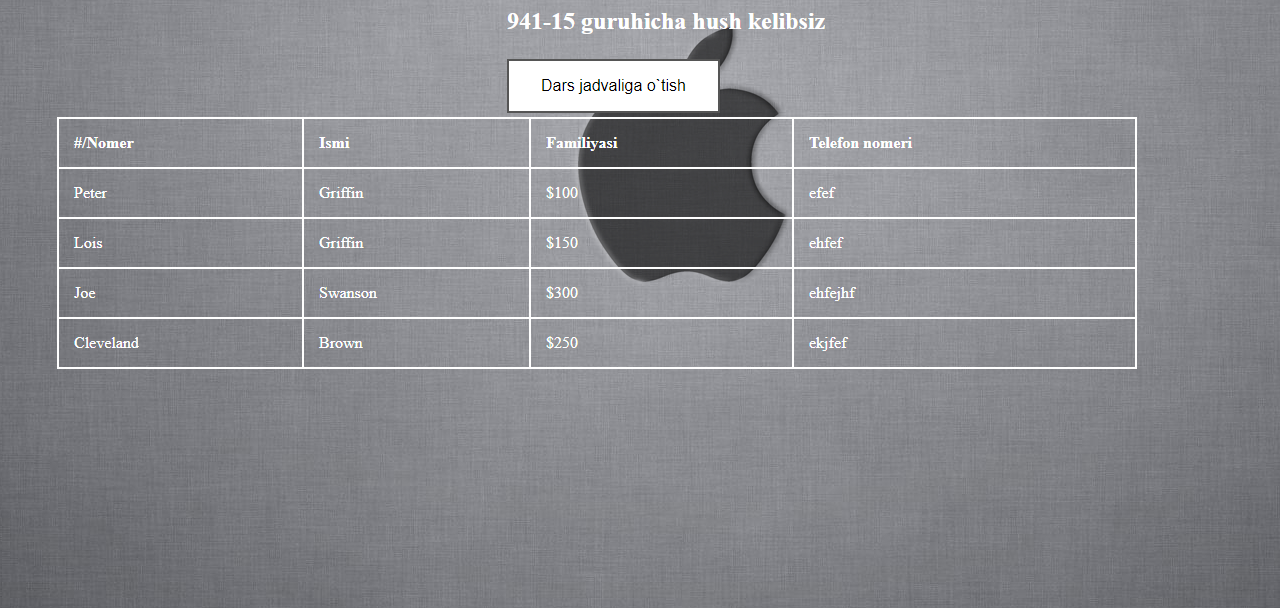 941-15 guruhicha hush kelibsiz
Dars jadvaliga o`tish
#/Nomer Ismi Familiyasi Telefon nomeri
Peter Griffin $100 efef
Lois Griffin $150 ehfef
Joe Swanson $300 ehfejhf
Cleveland Brown $250 ekjfef